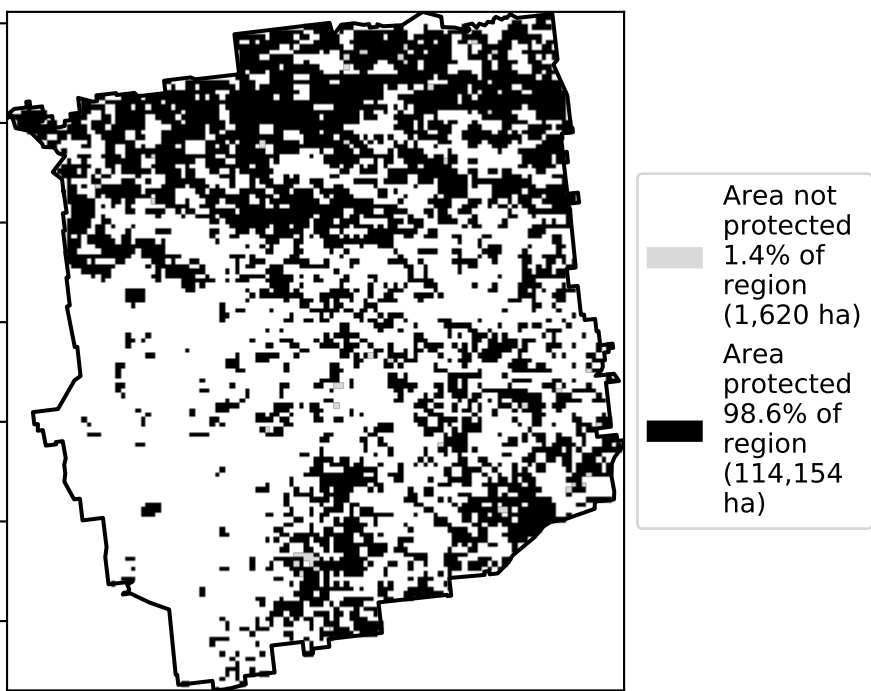 Area not
protected
1.4% of
region
(1,620 ha)
Area
protected
98.6% of
region
(114,154
ha)